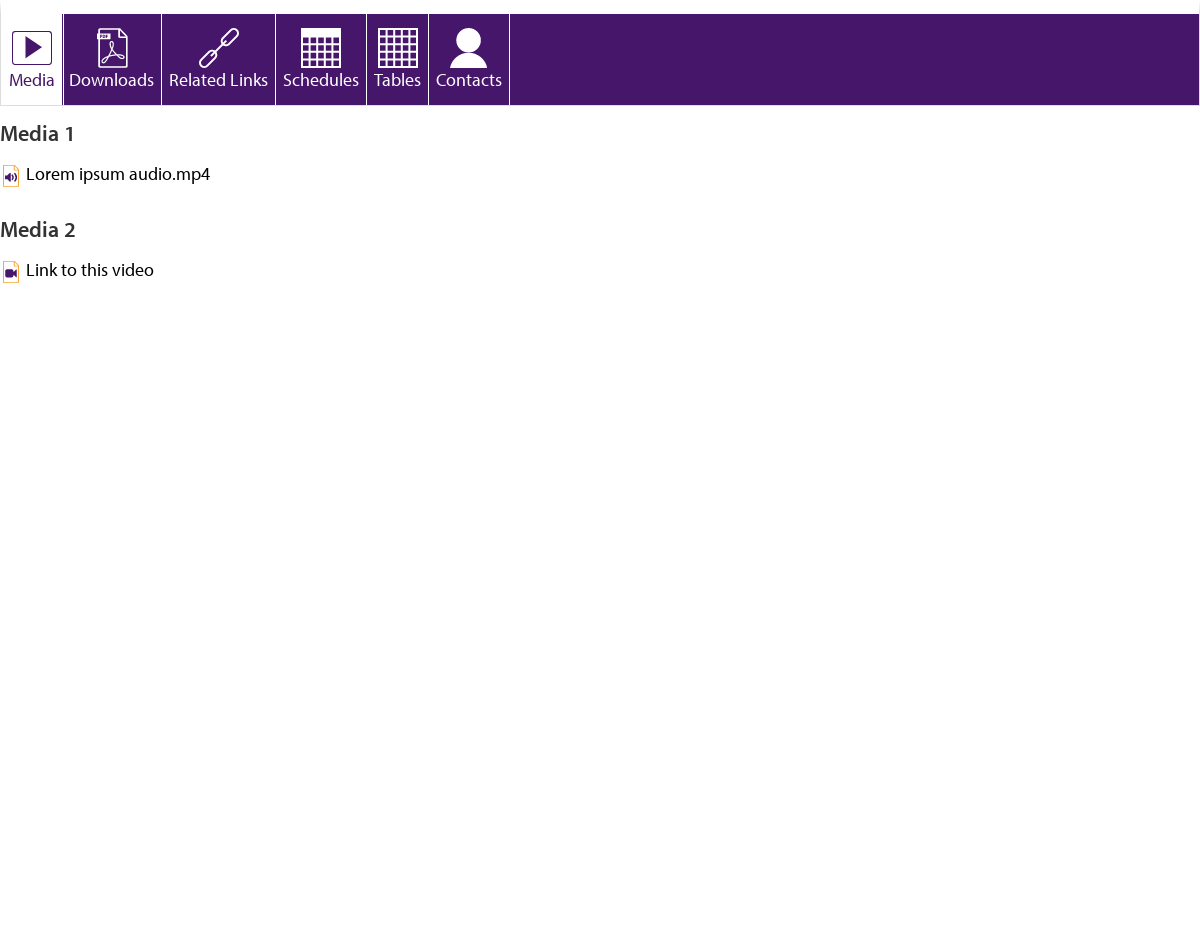 Media Downloads Related Links Schedules Tables Contacts
Media 1
Lorem ipsum audio.mp4
Media 2
Link to this video